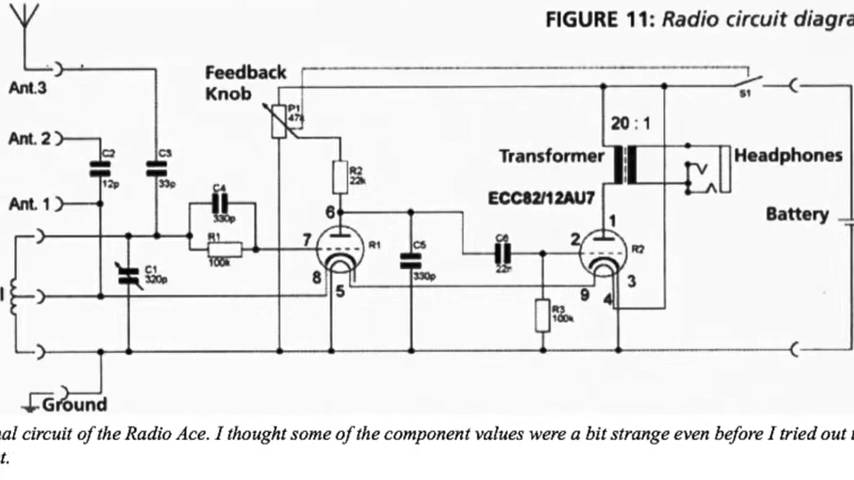 FIGURE 11: Radio circuit diagra
Feedback
Knob
Ant.3
P1
47k
S1
20 : 1
Ant. 2
C2
12p
C3
33p
Transformer
Headphones
R2
22k
C4
330p
ECC82/12AU7
Ant. 1
6
1
Battery
R1
100k
7
R1
C5
330p
C6
22n
2
R2
C1
320p
8
5
3
9
4
R3
100k
Ground
al circuit of the Radio Ace. I thought some of the component values were a bit strange even before I tried out
t.